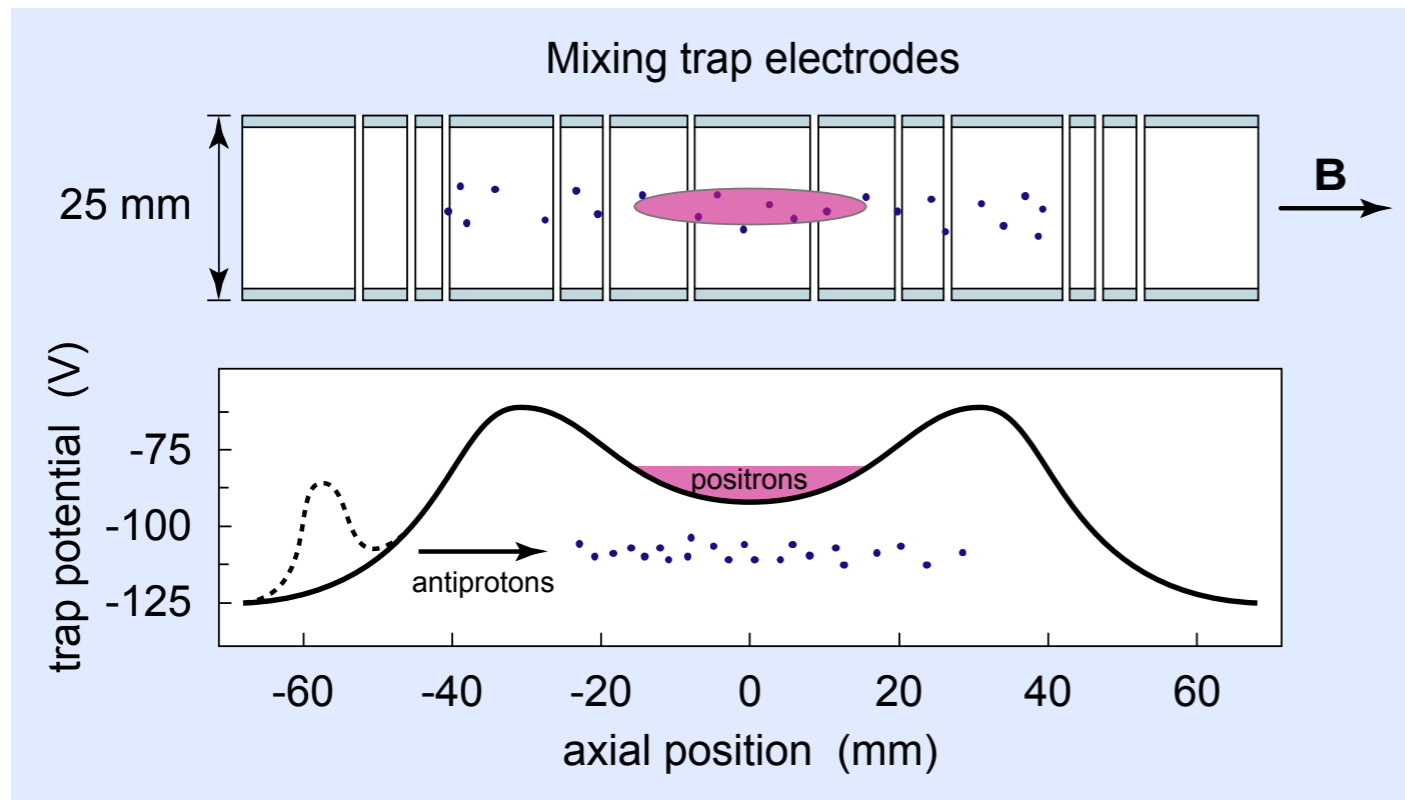 Mixing trap electrodes
25 mm
B
trap potential (V)
-75
-100
-125
positrons
antiprotons
-60 -40 -20 0 20 40 60
axial position (mm)